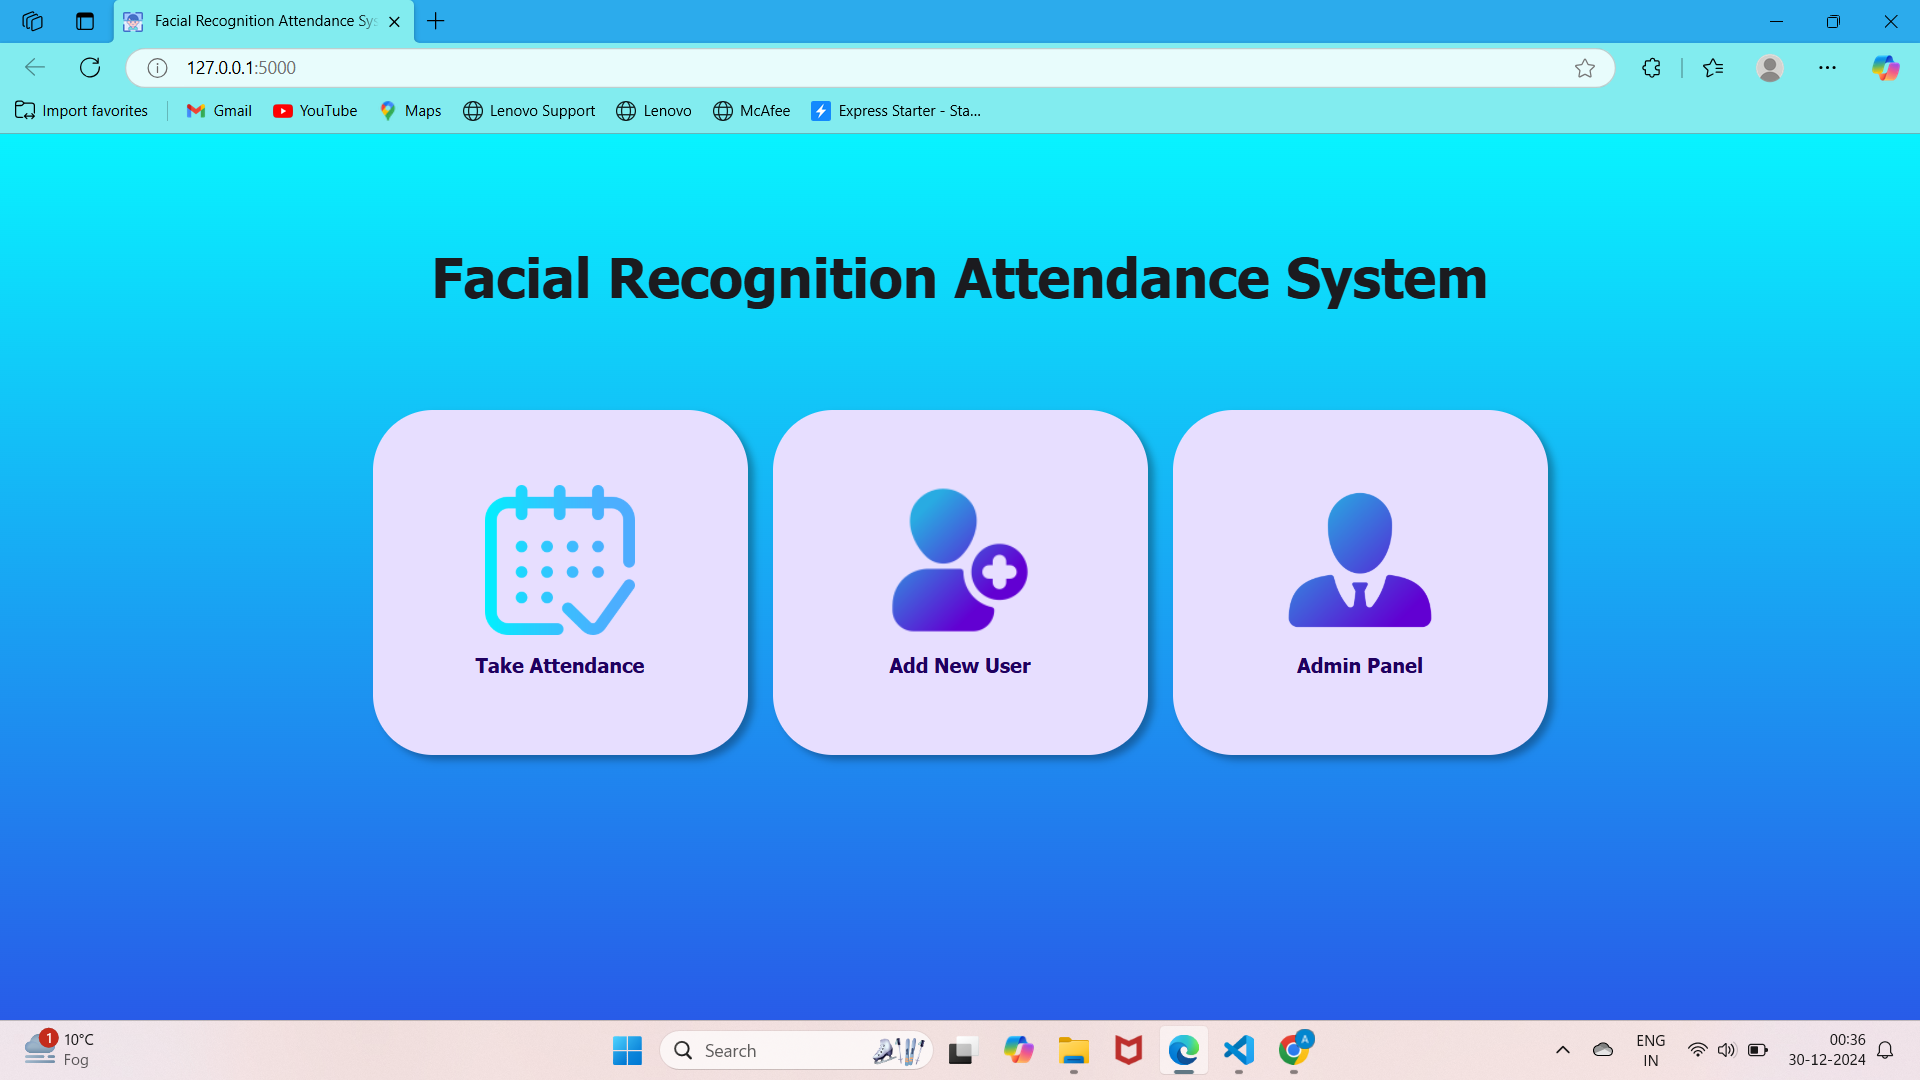 Facial Recognition Attendance Sys
127.0.0.1:5000
Import favorites
Gmail
YouTube
Maps
Lenovo Support
Lenovo
McAfee
Express Starter - Sta...
Facial Recognition Attendance System
Take Attendance
Add New User
Admin Panel
1
10°C
Fog
Search
A
ENG
IN
00:36
30-12-2024